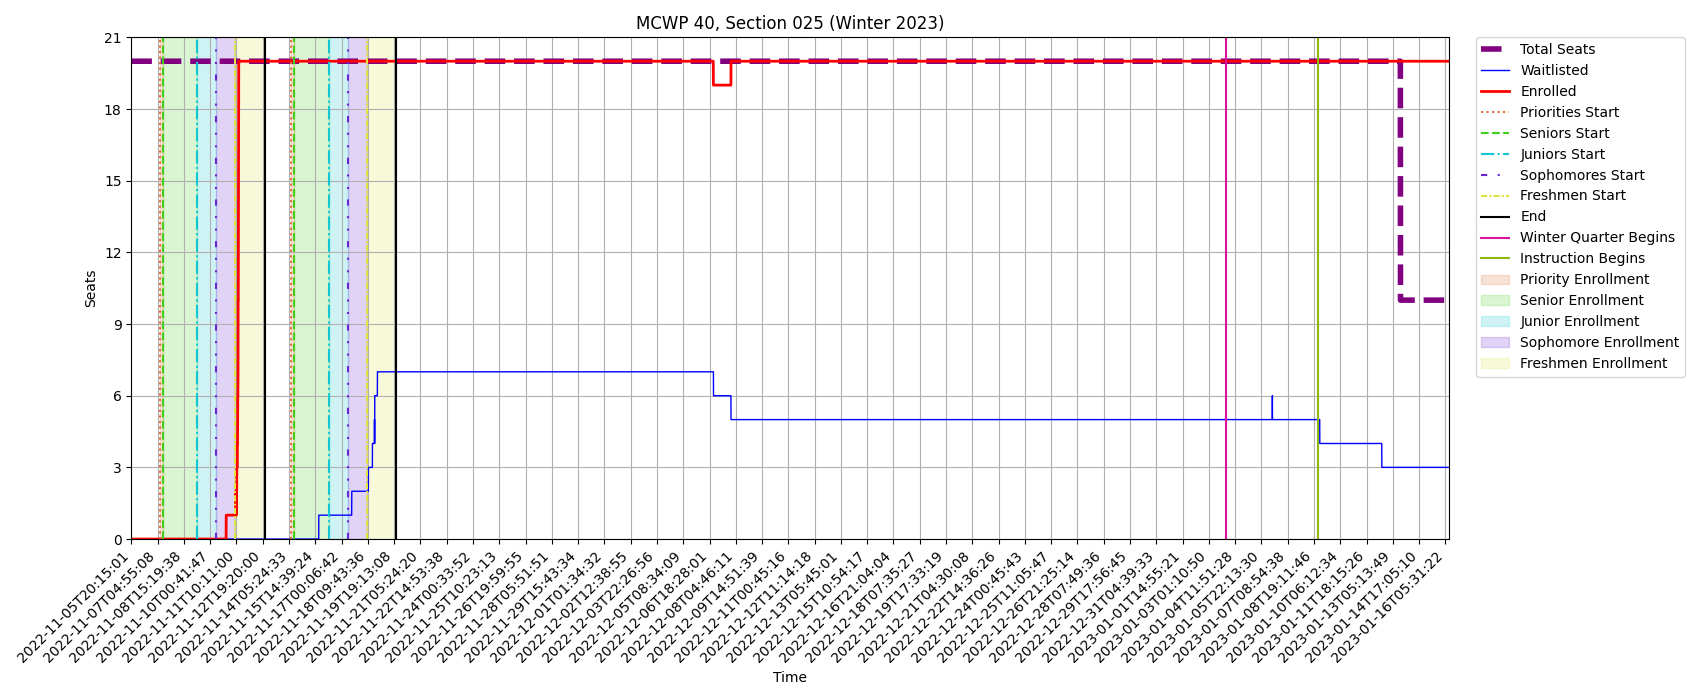 MCWP 40, Section 025 (Winter 2023)
21
18
15
12
9
6
3
0
Seats
2022-11-05T20:15:01
2022-11-07T04:55:08
2022-11-08T15:19:38
2022-11-10T00:41:47
2022-11-11T10:11:00
2022-11-12T19:20:00
2022-11-14T05:24:33
2022-11-15T14:39:24
2022-11-17T00:06:42
2022-11-18T09:43:36
2022-11-19T19:13:08
2022-11-21T05:24:20
2022-11-22T14:53:38
2022-11-24T00:33:52
2022-11-25T10:23:13
2022-11-26T19:59:55
2022-11-28T05:51:51
2022-11-29T15:43:34
2022-12-01T01:34:32
2022-12-02T12:38:55
2022-12-03T22:26:56
2022-12-05T08:34:09
2022-12-06T18:28:01
2022-12-08T04:46:11
2022-12-09T14:51:39
2022-12-11T00:45:16
2022-12-12T11:14:18
2022-12-13T05:45:01
2022-12-15T10:54:17
2022-12-16T21:04:04
2022-12-18T07:35:27
2022-12-19T17:33:19
2022-12-21T04:30:08
2022-12-22T14:36:26
2022-12-24T00:45:43
2022-12-25T11:05:47
2022-12-26T21:25:14
2022-12-28T07:49:36
2022-12-29T17:56:45
2022-12-31T04:39:33
2023-01-01T14:55:21
2023-01-03T01:10:50
2023-01-04T11:51:28
2023-01-05T22:13:30
2023-01-07T08:54:38
2023-01-08T19:11:46
2023-01-10T06:12:34
2023-01-11T18:15:26
2023-01-13T05:13:49
2023-01-14T17:05:10
2023-01-16T05:31:22
Time
Total Seats
Waitlisted
Enrolled
Priorities Start
Seniors Start
Juniors Start
Sophomores Start
Freshmen Start
End
Winter Quarter Begins
Instruction Begins
Priority Enrollment
Senior Enrollment
Junior Enrollment
Sophomore Enrollment
Freshmen Enrollment